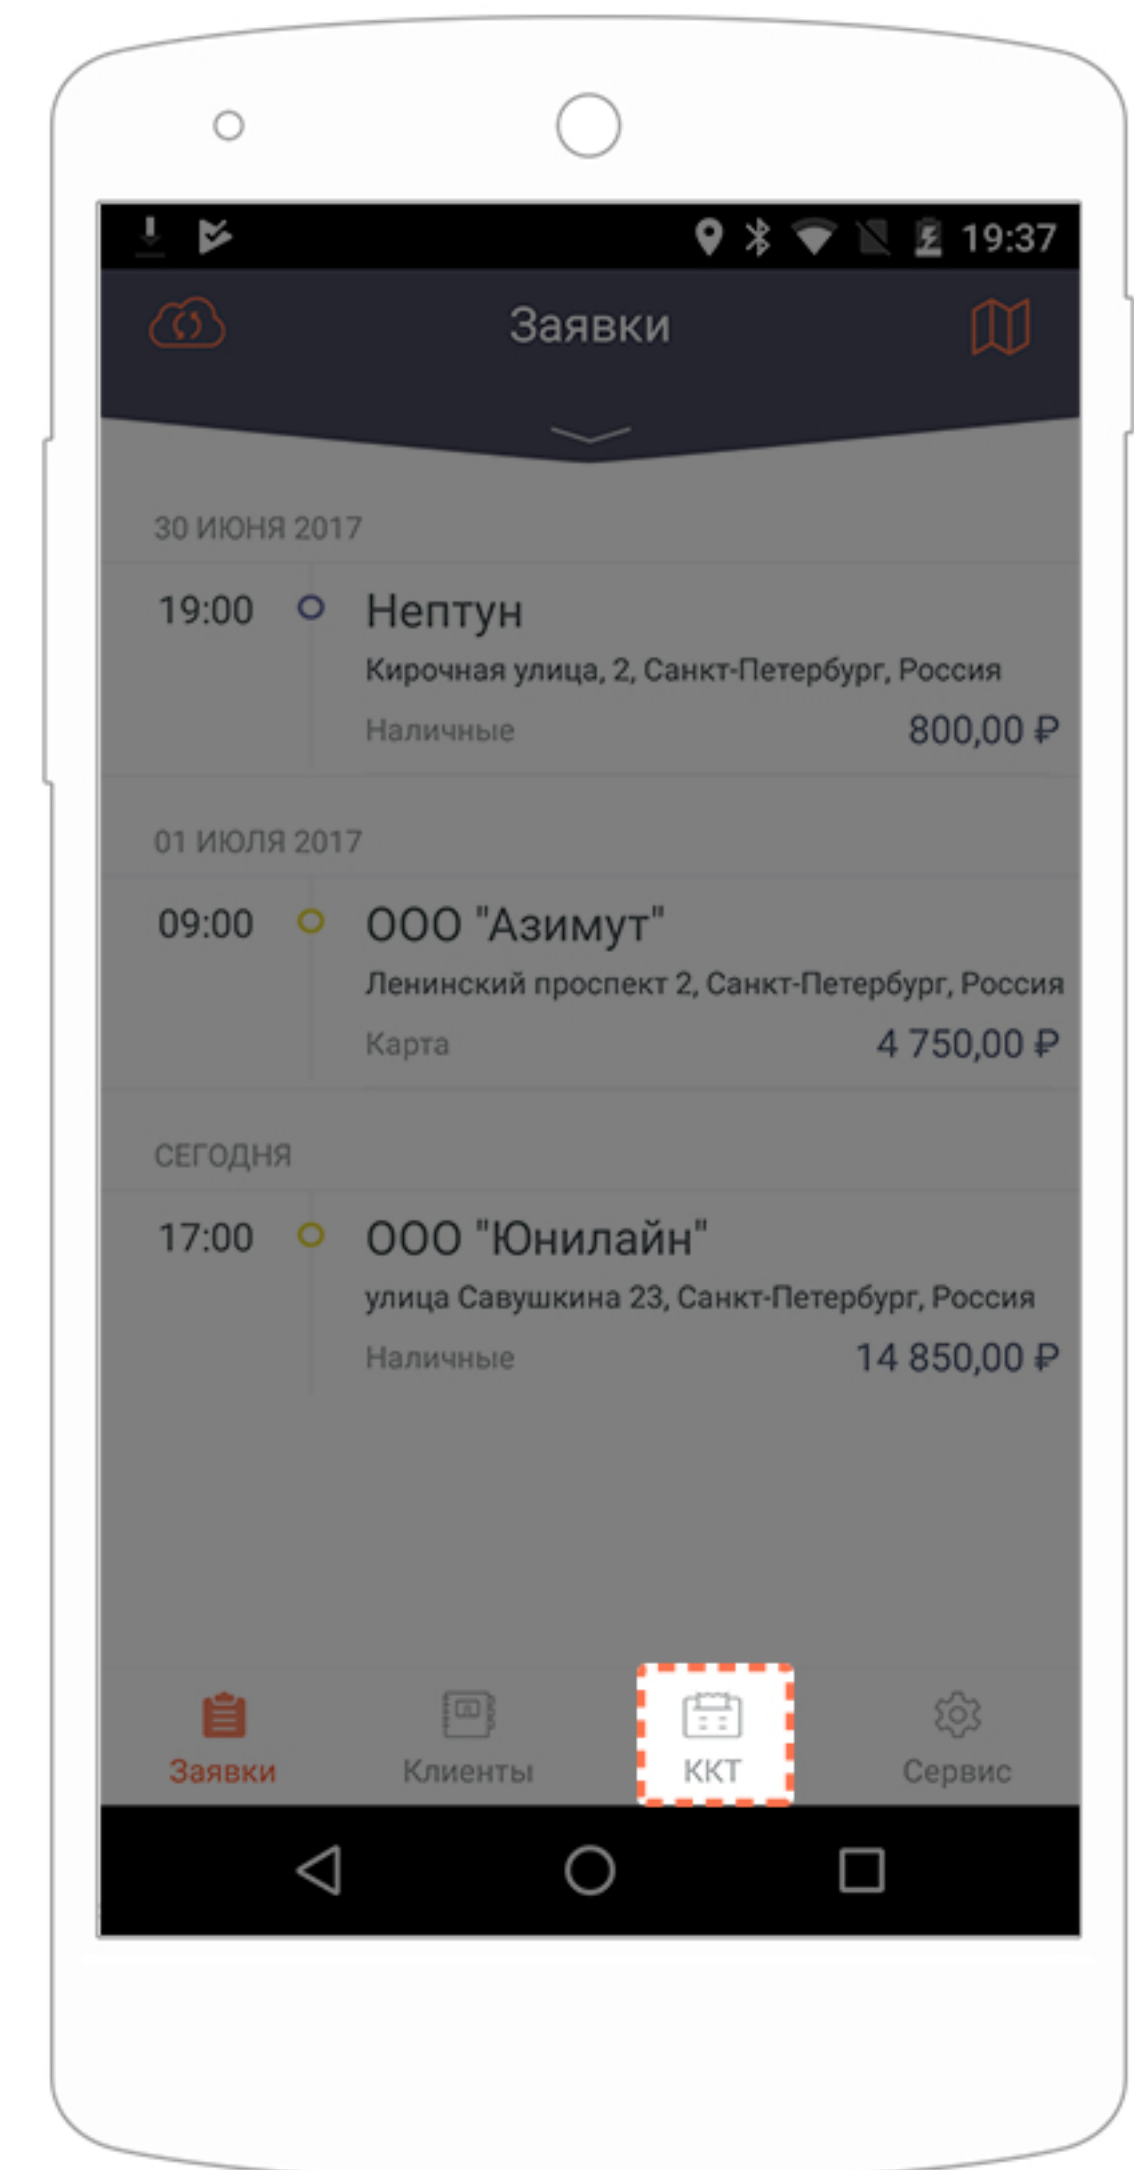 19:37
Заявки
30 ИЮНЯ 2017
19:00 Нептун
Кирочная улица, 2, Санкт-Петербург, Россия
Наличные 800,00 ₽
01 ИЮЛЯ 2017
09:00 ООО "Азимут"
Ленинский проспект 2, Санкт-Петербург, Россия
Карта 4 750,00 ₽
СЕГОДНЯ
17:00 ООО "Юнилайн"
улица Савушкина 23, Санкт-Петербург, Россия
Наличные 14 850,00 ₽
Заявки Клиенты ККТ Сервис